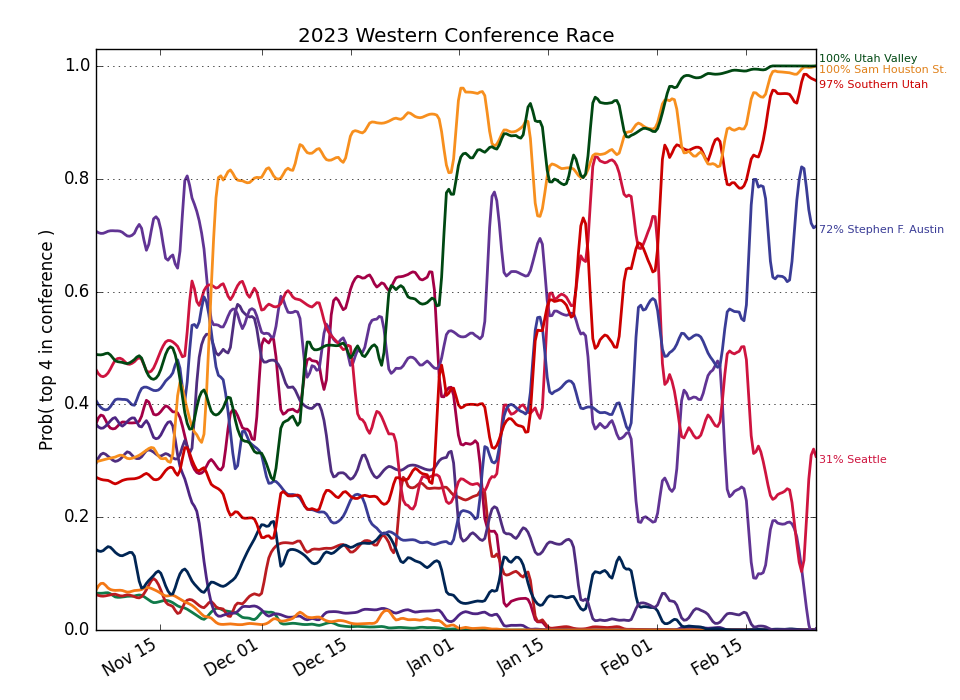 2023 Western Conference Race
Prob( top 4 in conference )
1.0
0.8
0.6
0.4
0.2
0.0
Nov 15
Dec 01
Dec 15
Jan 01
Jan 15
Feb 01
Feb 15
100% Utah Valley
100% Sam Houston St.
97% Southern Utah
72% Stephen F. Austin
31% Seattle